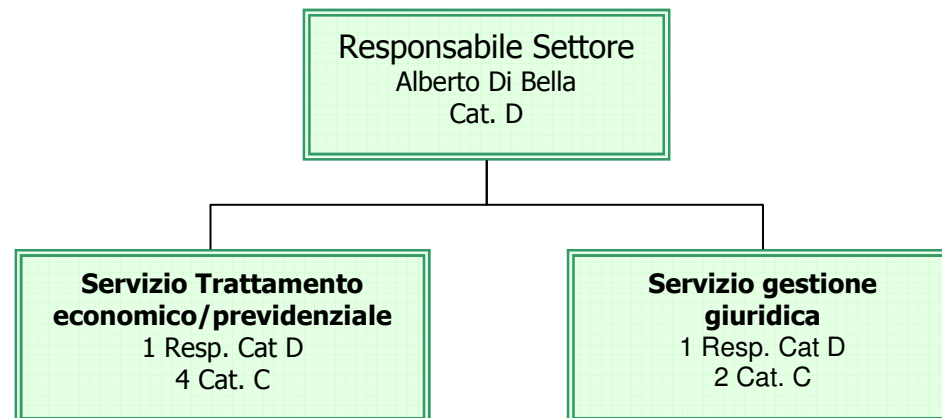 Responsabile Settore
Alberto Di Bella
Cat. D
Servizio Trattamento
economico/previdenziale
1 Resp. Cat D
4 Cat. C
Servizio gestione
giuridica
1 Resp. Cat D
2 Cat. C